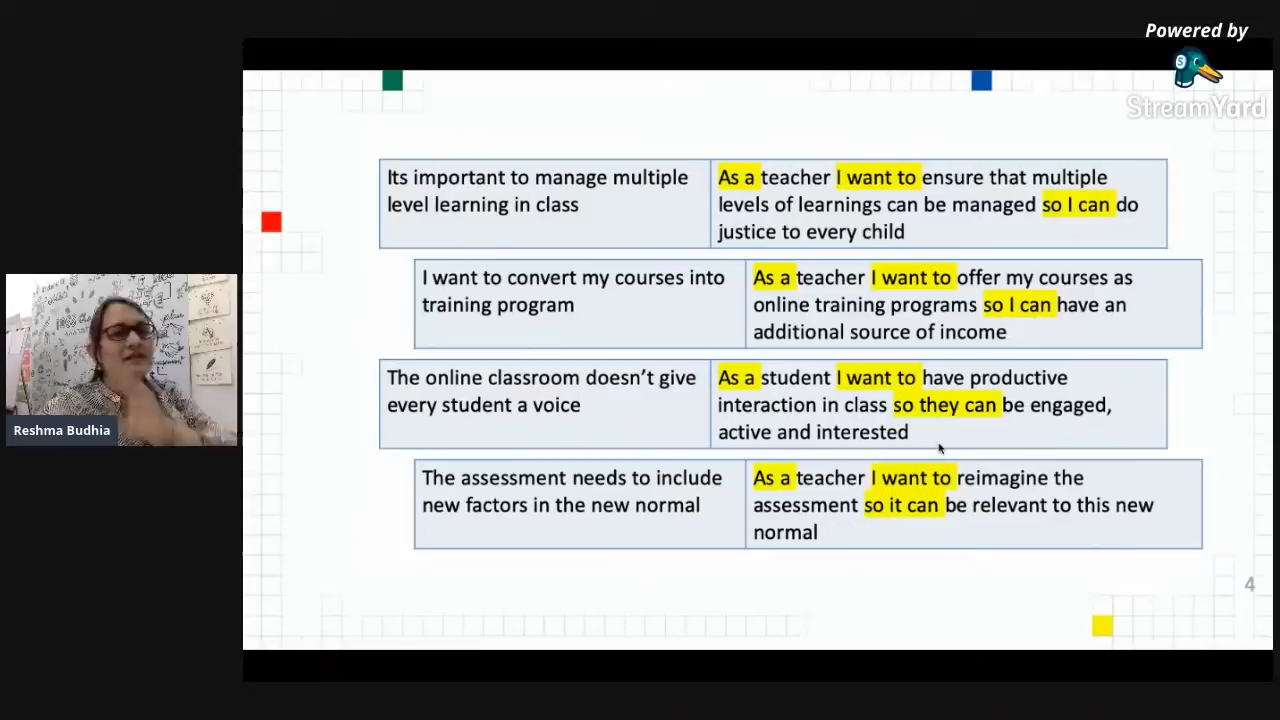 Powered by
StreamYard
Its important to manage multiple
level learning in class
As a teacher I want to ensure that multiple
levels of learnings can be managed so I can do
justice to every child
I want to convert my courses into
training program
As a teacher I want to offer my courses as
online training programs so I can have an
additional source of income
The online classroom doesn't give
every student a voice
As a student I want to have productive
interaction in class so they can be engaged,
active and interested
The assessment needs to include
new factors in the new normal
As a teacher I want to reimagine the
assessment so it can be relevant to this new
normal
4
Reshma Budhia